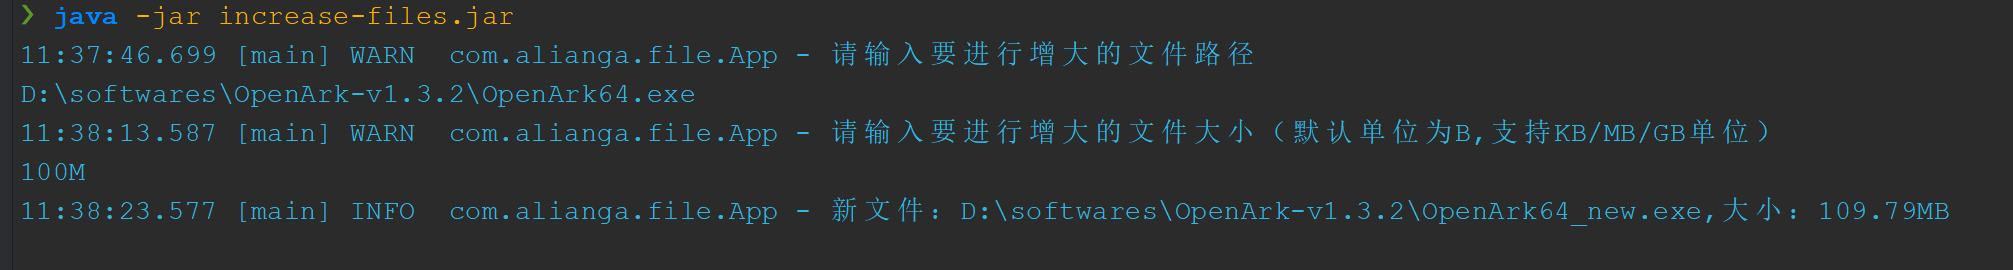 ❯ java -jar increase-files.jar
11:37:46.699 [main] WARN  com.alianga.file.App - 请输入要进行增大的文件路径
D:\softwares\OpenArk-v1.3.2\OpenArk64.exe
11:38:13.587 [main] WARN  com.alianga.file.App - 请输入要进行增大的文件大小（默认单位为B,支持KB/MB/GB单位）
100M
11:38:23.577 [main] INFO  com.alianga.file.App - 新文件：D:\softwares\OpenArk-v1.3.2\OpenArk64_new.exe,大小：109.79MB